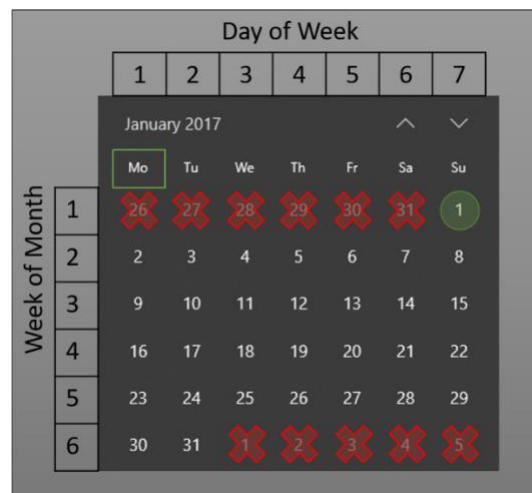 Day of Week
1 2 3 4 5 6 7
January 2017
Mo Tu We Th Fr Sa Su
Week of Month
1 26 27 28 29 30 31 1
2 2 3 4 5 6 7 8
3 9 10 11 12 13 14 15
4 16 17 18 19 20 21 22
5 23 24 25 26 27 28 29
6 30 31 1 2 3 4 5